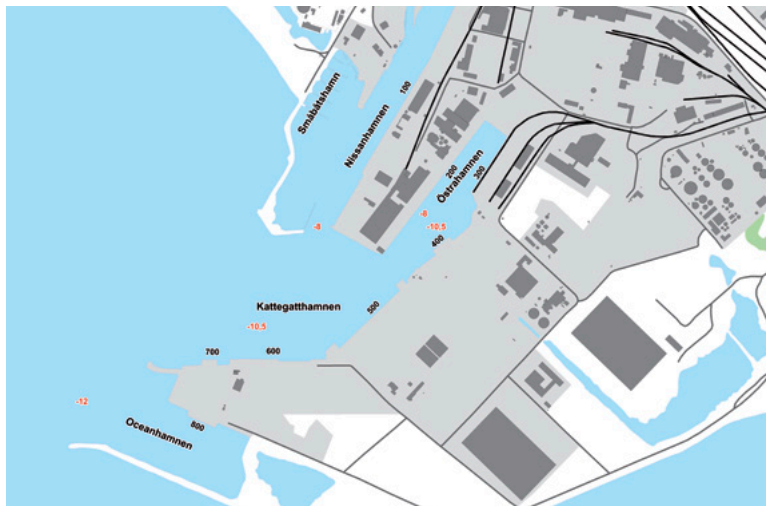 Småbåtshamn
Nissanhamnen
100
200
Östrahamnen
300
-8
-8
-10.5
400
Kattegatthamnen
500
-10.5
700
600
-12
Oceanhamnen
800